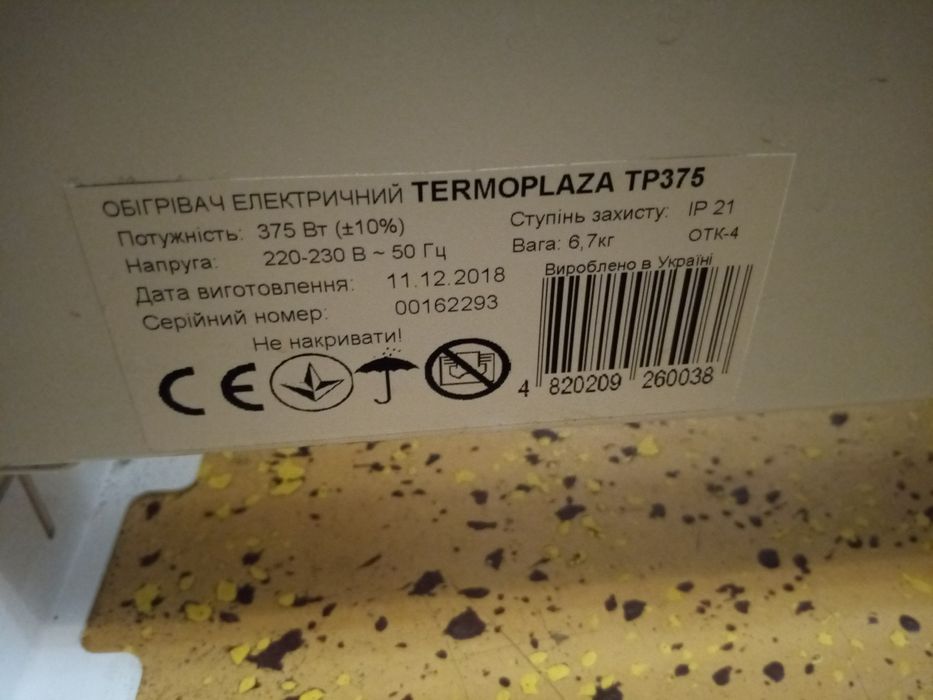 ОБІГРІВАЧ ЕЛЕКТРИЧНИЙ TERMOPLAZA TP375
Потужність: 375 Вт (±10%)
Напруга: 220-230 В ~ 50 Гц
Дата виготовлення: 11.12.2018
Серійний номер: 00162293
Не накривати!
Ступінь захисту: IP 21
Вага: 6,7кг ОТК-4
Вироблено в Україні
CE
4 820209 260038